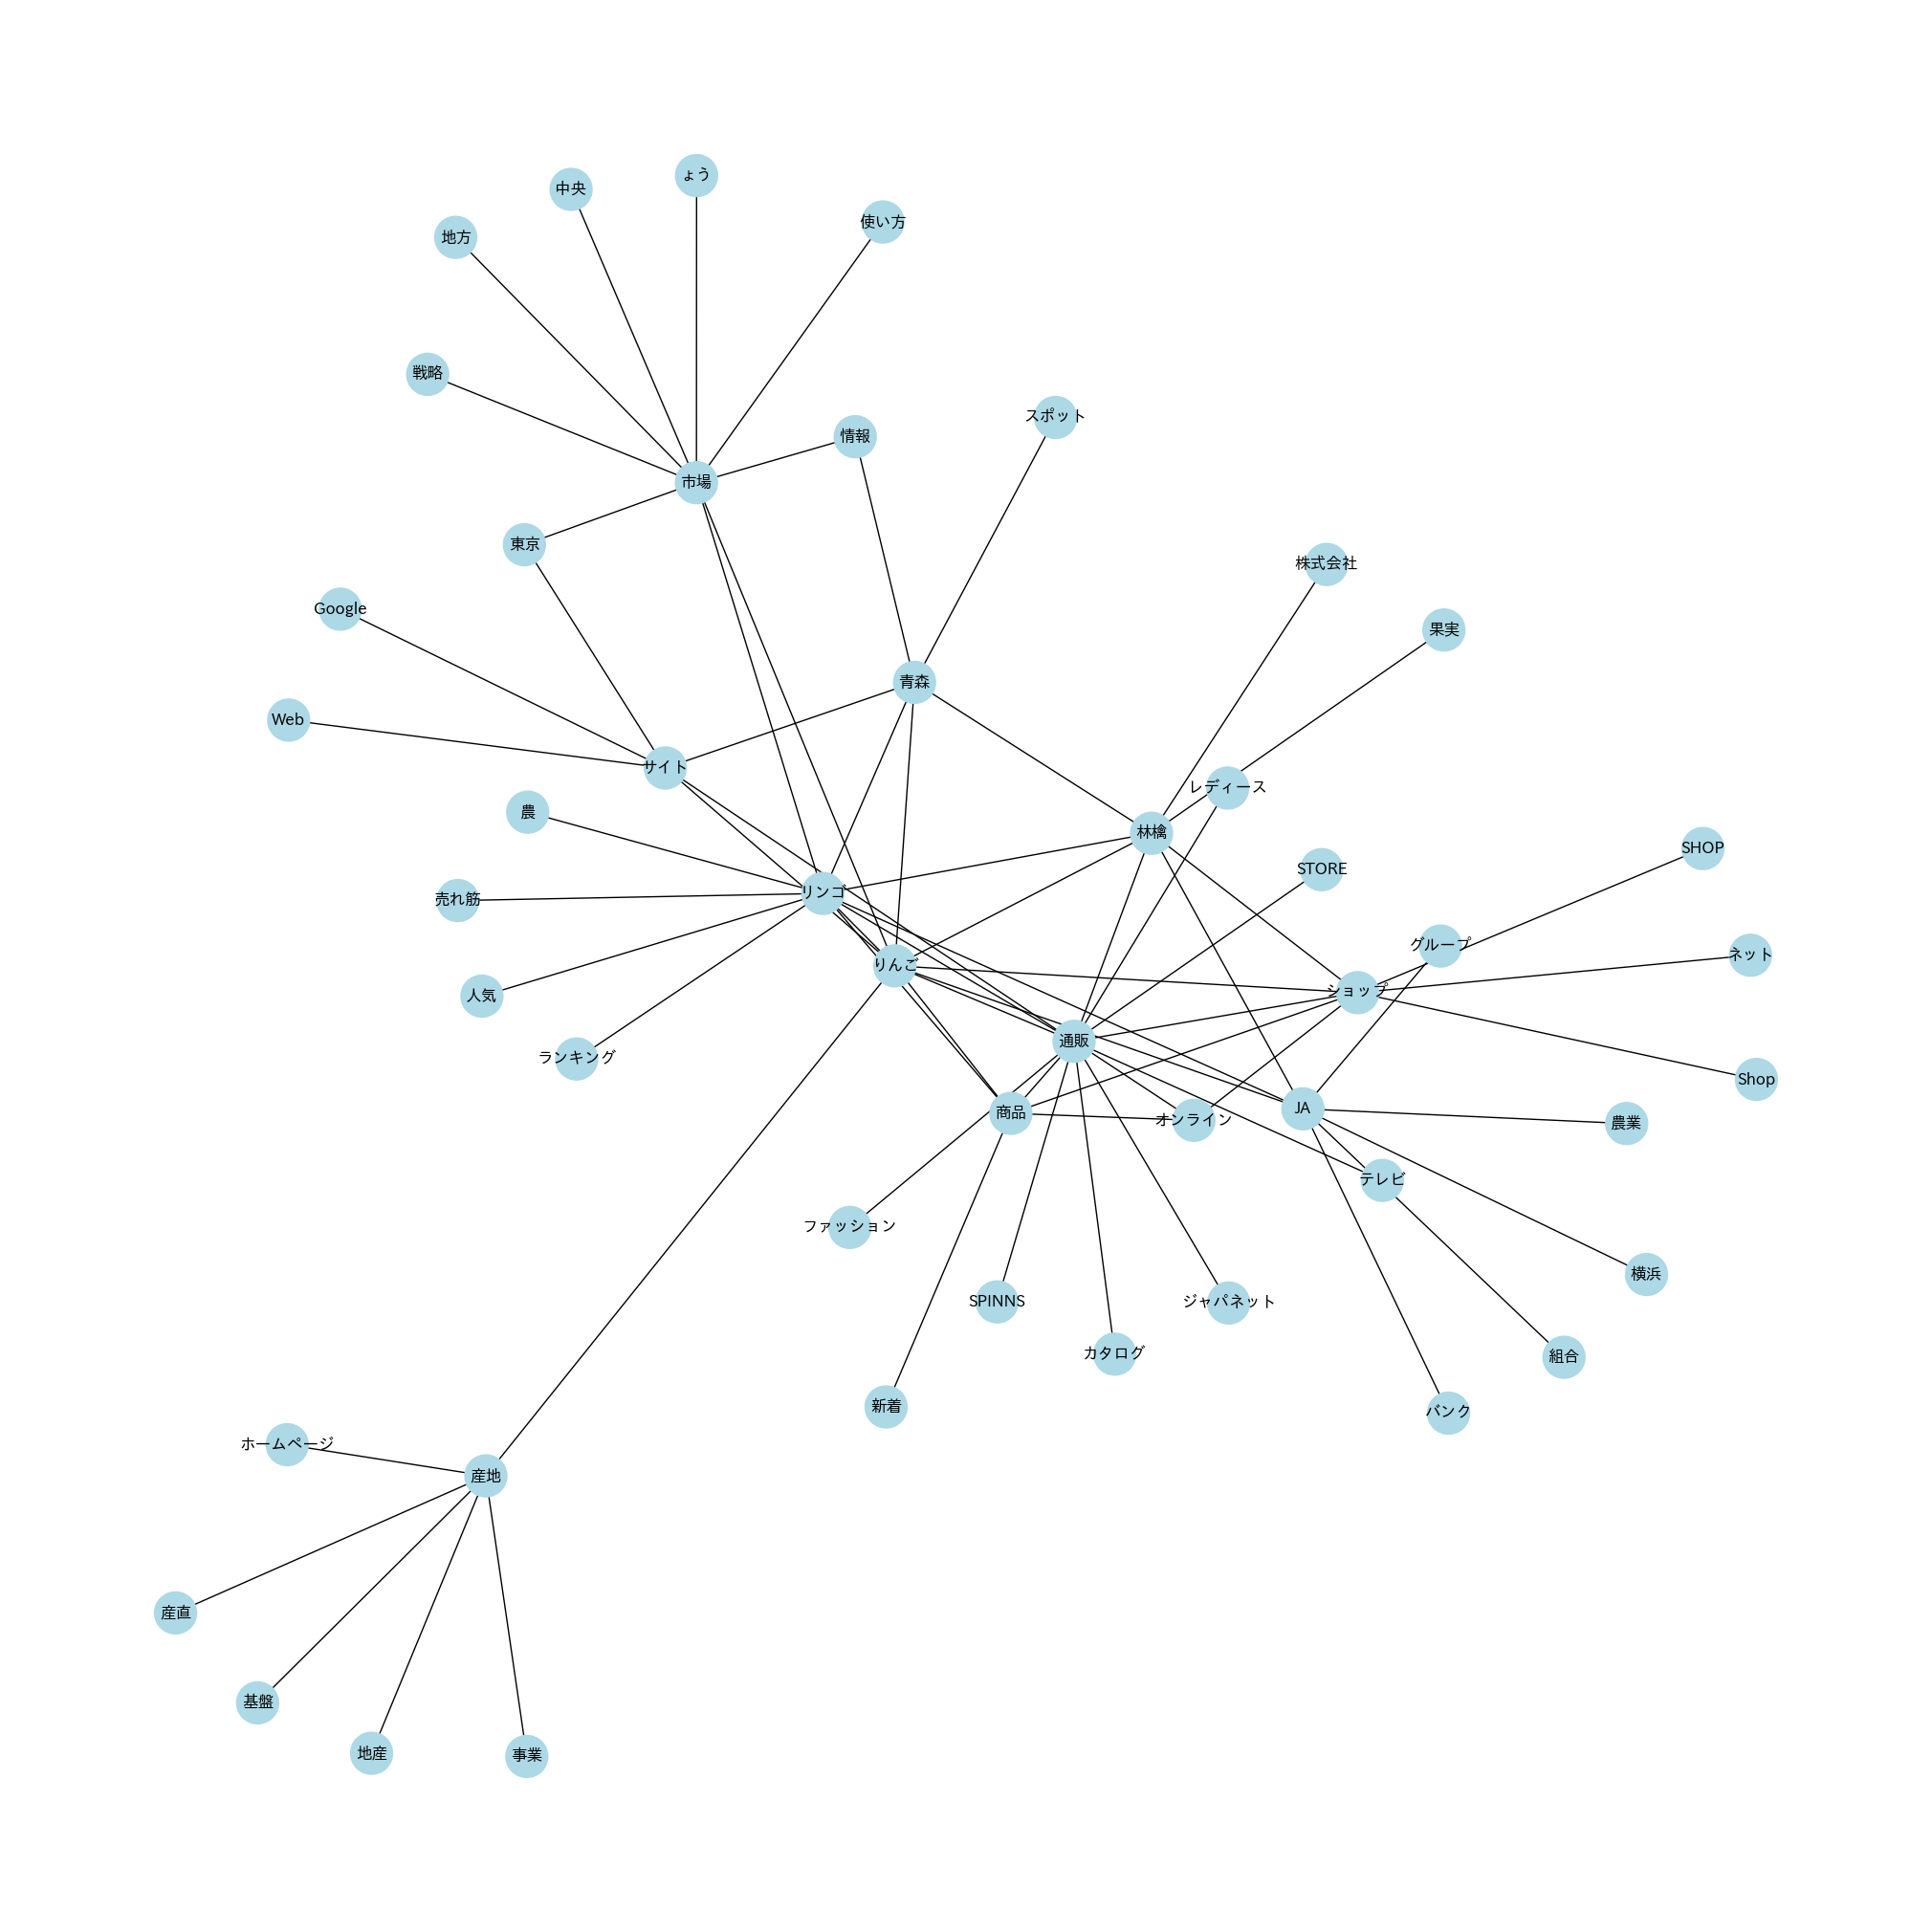 ょう
中央
使い方
地方
戦略
スポット
情報
市場
東京
株式会社
Google
果実
青森
Web
サイト
レディース
農
林檎
SHOP
STORE
リンゴ
売れ筋
グループ
ネット
りんご
人気
ショップ
通販
ランキング
Shop
JA
商品
オンライン
農業
テレビ
ファッション
横浜
SPINNS
ジャパネット
カタログ
組合
新着
バンク
ホームページ
産地
産直
基盤
地産
事業